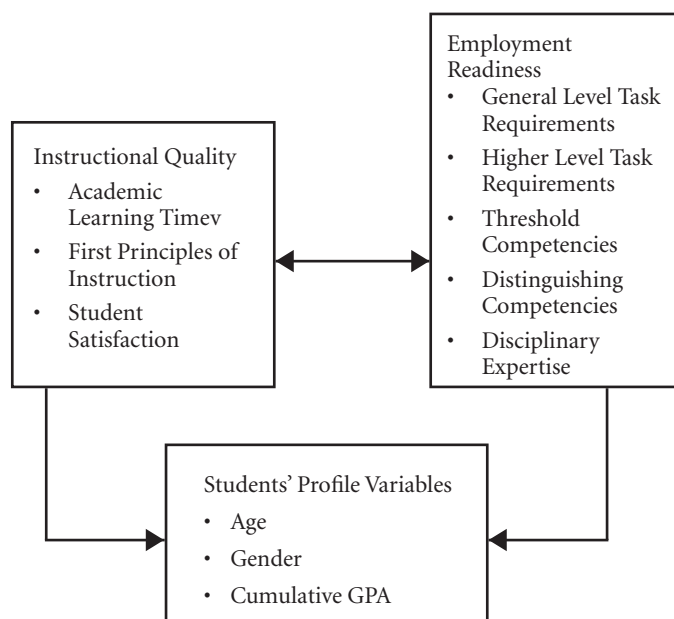 Employment
Readiness
• General Level Task
Requirements
• Higher Level Task
Requirements
• Threshold
Competencies
• Distinguishing
Competencies
• Disciplinary
Expertise
Instructional Quality
• Academic
Learning Timev
• First Principles of
Instruction
• Student
Satisfaction
Students’ Profile Variables
• Age
• Gender
• Cumulative GPA